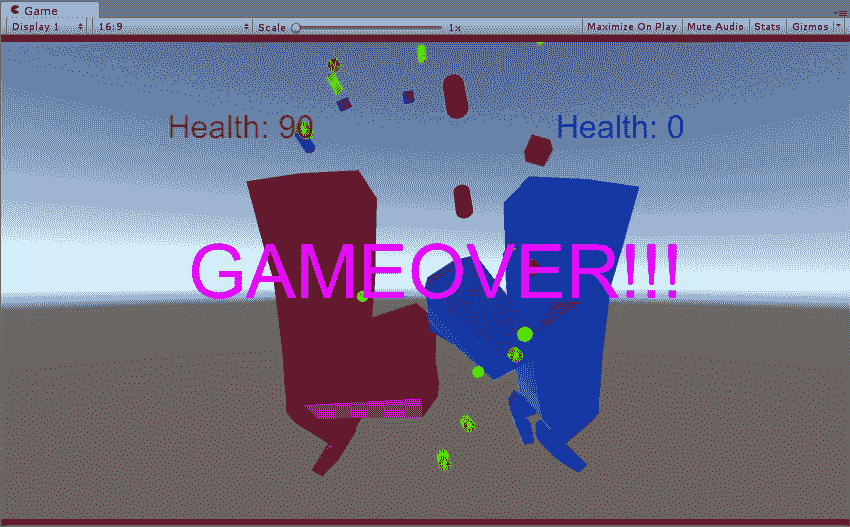 Game
Display 1 16:9 Scale 1x Maximize On Play Mute Audio Stats Gizmos
Health: 90 Health: 0
GAMEOVER!!!